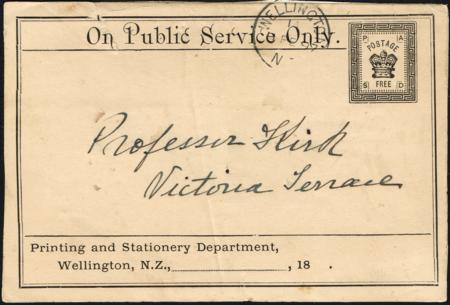 On Public Service Only.
WELLINGTON
N
P A
POSTAGE
FREE
I D
Professor Kirk
Victoria Terrace
Printing and Stationery Department,
Wellington, N.Z., , 18 .